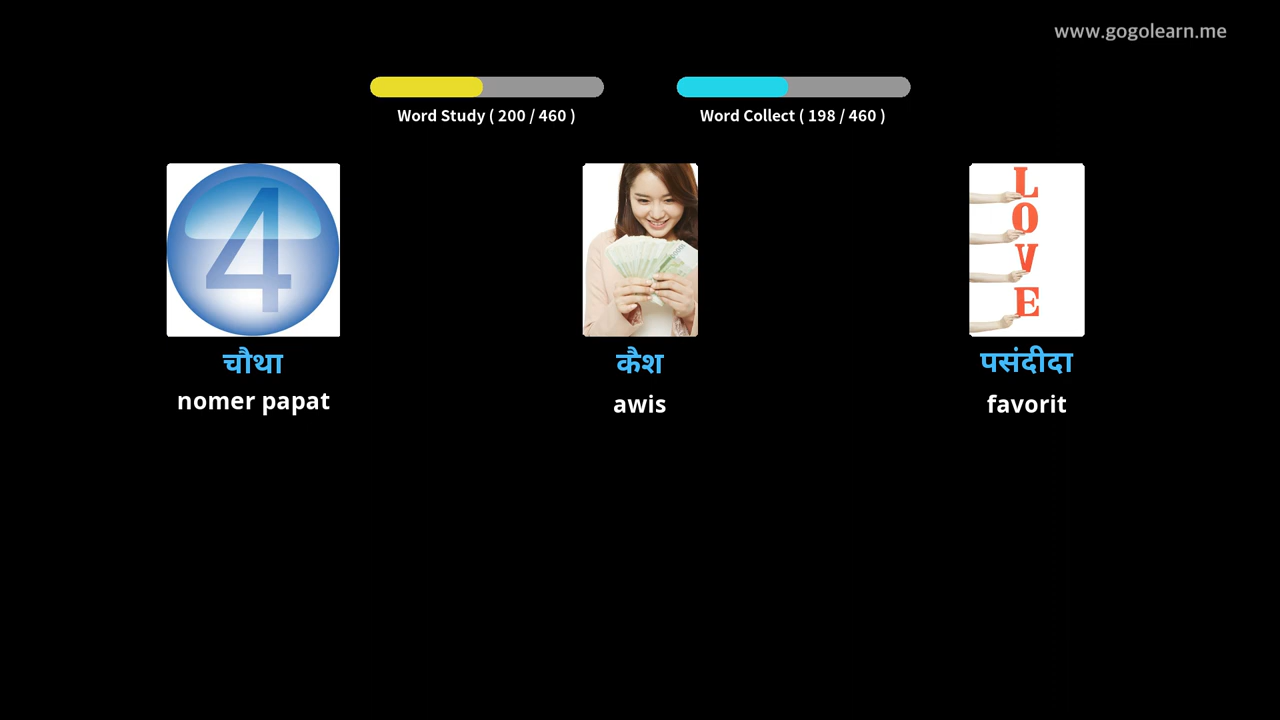 www.gogolearn.me
Word Study ( 200 / 460 )
Word Collect ( 198 / 460 )
4
L
O
V
E
चौथा
कैश
पसंदीदा
nomer papat
awis
favorit